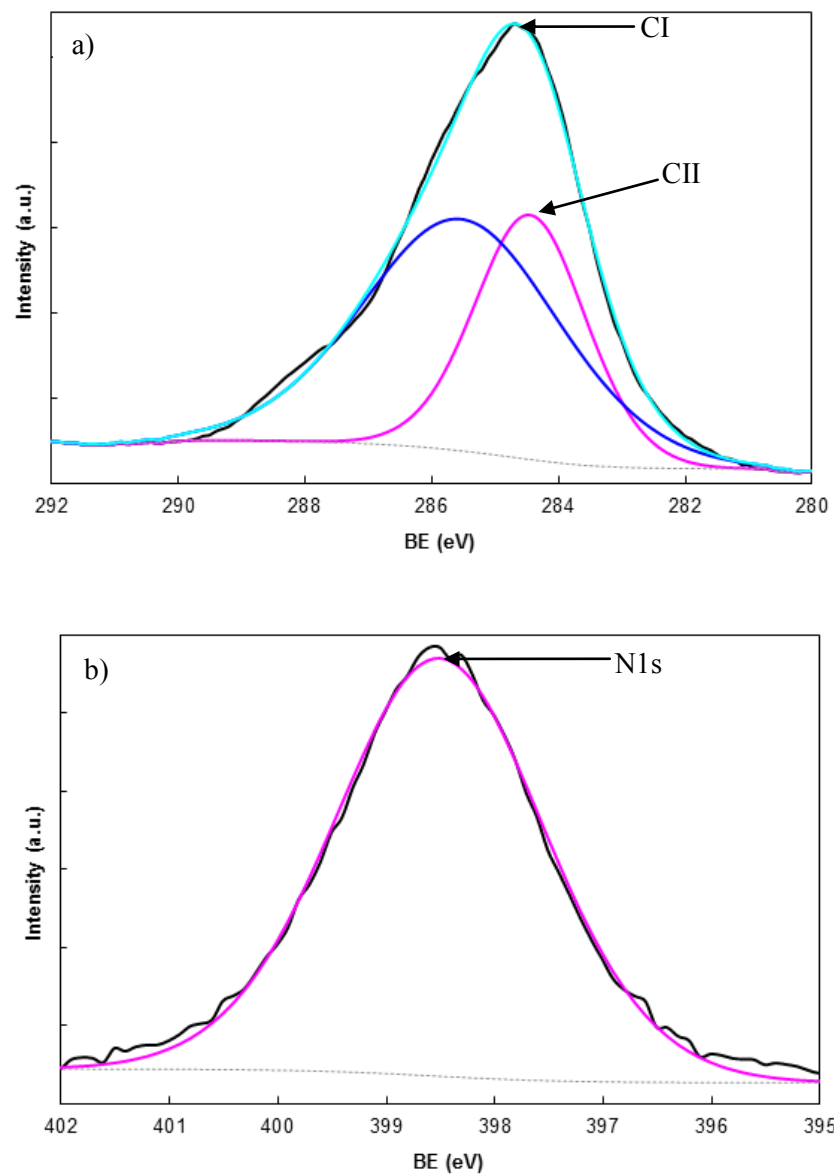 a)
CI
CII
Intensity (a.u.)
292 290 288 286 284 282 280
BE (eV)
b)
N1s
Intensity (a.u.)
402 401 400 399 398 397 396 395
BE (eV)